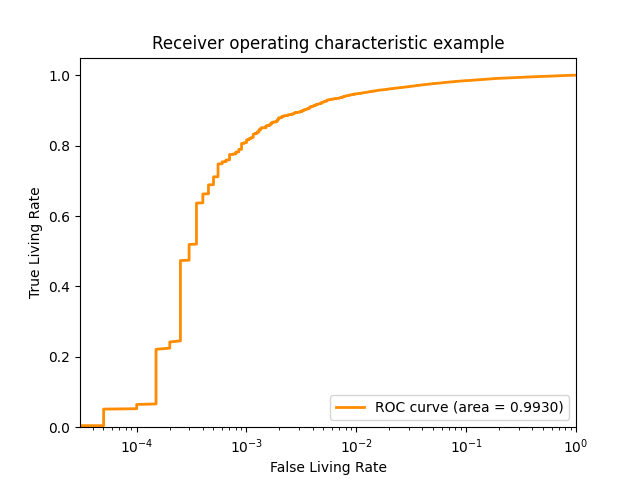 Receiver operating characteristic example
True Living Rate
1.0
0.8
0.6
0.4
0.2
0.0
10⁻⁴
10⁻³
10⁻²
10⁻¹
10⁰
False Living Rate
ROC curve (area = 0.9930)